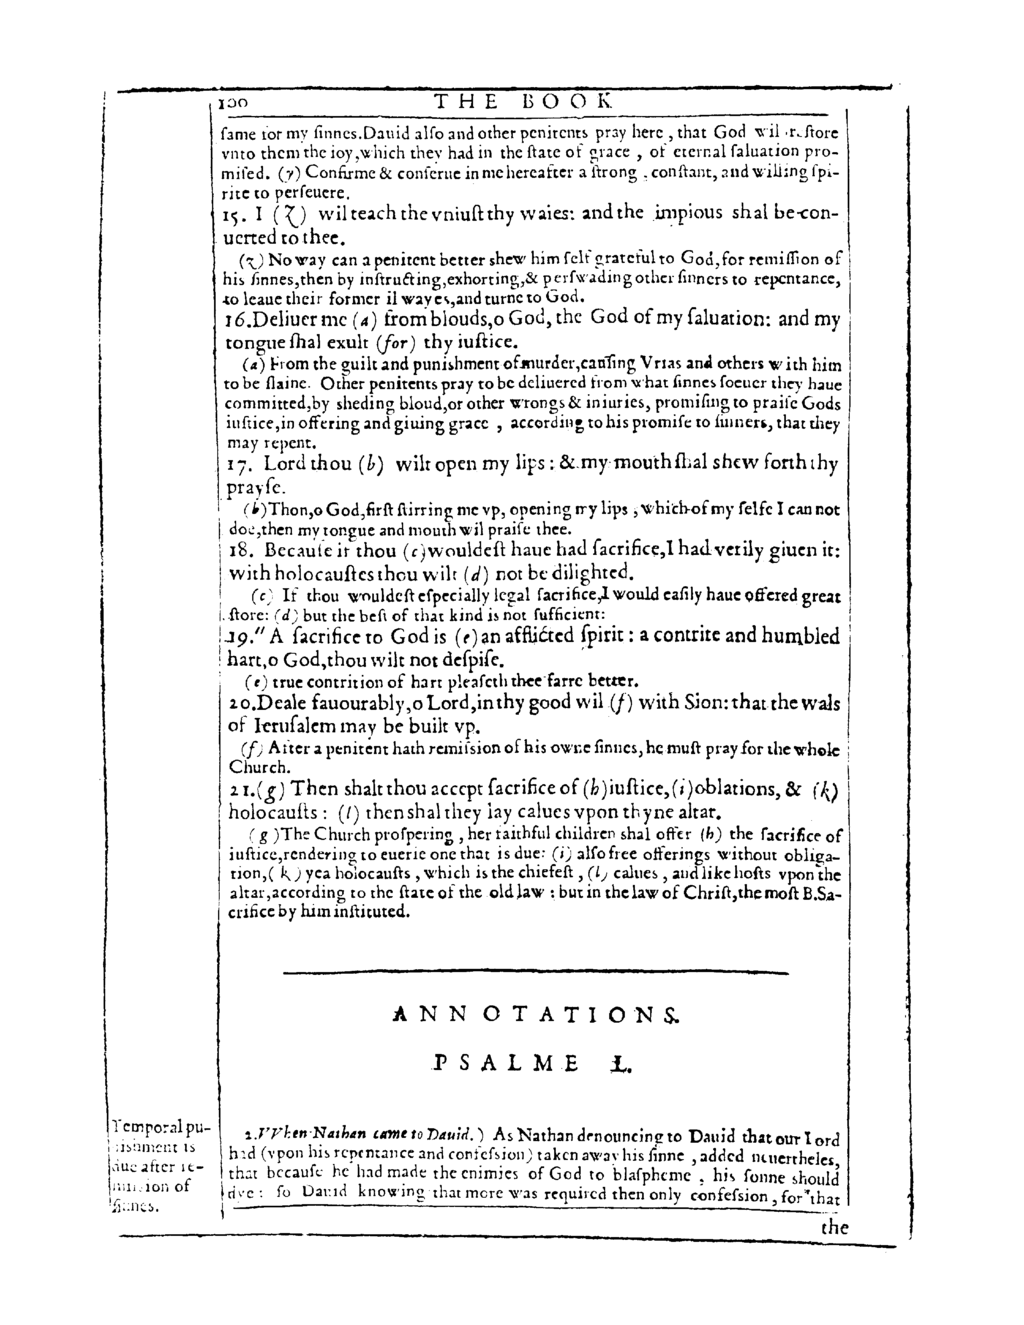 100 THE BOOK
ſame for my ſinnes. Dauid alſo and other penitents pray here, that God wil reſtore
vnto them the ioy, which they had in the ſtate of grace, of eternal ſaluation pro-
miſed. (y) Confirme & conſerue in me hereafter a ſtrong, conſtant, and willing ſpi-
rite to perſeuere.
15. I (z) wil teach the vniuſt thy waies: and the impious shal be con-
uerted to thee.
(z) No way can a penitent better shew him ſelf grateful to God, for remiſſion of
his ſinnes, then by inſtructing, exhorting, & perſwading other ſinners to repentance,
to leaue their former il wayes, and turne to God.
16. Deliuer me (a) from blouds, o God, the God of my ſaluation: and my
tongue ſhal exult (for) thy iuſtice.
(a) From the guilt and punishment of murder, cauſing Vrias and others with him
to be ſlaine. Other penitents pray to be deliuered from what ſinnes ſoeuer they haue
committed, by sheding bloud, or other wrongs & iniuries, promiſing to praiſe Gods
iuſtice, in offering and giuing grace, according to his promiſe to ſinners, that they
may repent.
17. Lord thou (b) wilt open my lips: & my mouth ſhal shew forth thy
prayſe.
(b) Thon, o God, firſt ſtirring me vp, opening my lips, which of my ſelfe I can not
doe, then my tongue and mouth wil praiſe thee.
18. Becauſe if thou (c) wouldeſt haue had ſacrifice, I had verily giuen it:
with holocauſtes thou wilt (d) not be dilighted.
(c) If thou wouldeſt eſpecially legal ſacrifice, I would eaſily haue offered great
ſtore: (d) but the beſt of that kind is not ſufficient:
19." A ſacrifice to God is (e) an afflicted ſpirit: a contrite and humbled
hart, o God, thou wilt not deſpiſe.
(e) true contrition of hart pleaſeth thee farre better.
20. Deale fauourably, o Lord, in thy good wil (f) with Sion: that the wals
of Ieruſalem may be built vp.
(f) After a penitent hath remiſsion of his owne ſinnes, he muſt pray for the whole
Church.
21. (g) Then shalt thou accept ſacrifice of (h) iuſtice, (i) oblations, & (k)
holocauſts: (l) then shal they lay calues vpon thyne altar.
(g) The Church proſpering, her faithful children shal offer (h) the ſacrifice of
iuſtice, rendering to euerie one that is due: (i) alſo free offerings without obliga-
tion, (k) yea holocauſts, which is the chiefeſt, (l) calues, and like hoſts vpon the
altar, according to the ſtate of the old law: but in the law of Chriſt, the moſt B. Sa-
crifice by him inſtituted.
ANNOTATIONS.
PSALME L.
Temporal pu-
nishment is
due after re-
miſsion of
ſinnes.
2. VVhen Nathan came to Dauid.) As Nathan denouncing to Dauid that our Lord
had (vpon his repentance and confeſsion) taken away his ſinne, added neuertheles,
that becauſe he had made the enimies of God to blaſpheme, his ſonne should
dye: ſo Dauid knowing that more was required then only confeſsion, for that
the